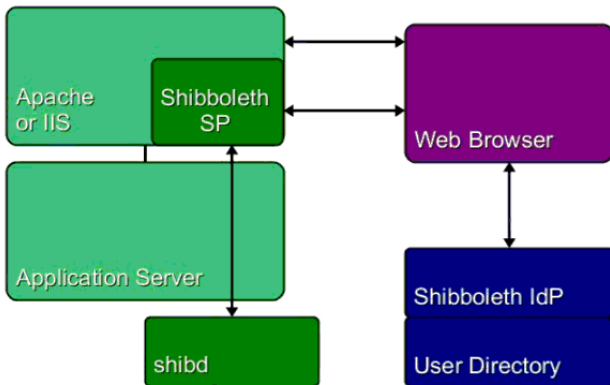 Apache
or IIS
Shibboleth
SP
Web Browser
Application Server
Shibboleth IdP
shibd
User Directory